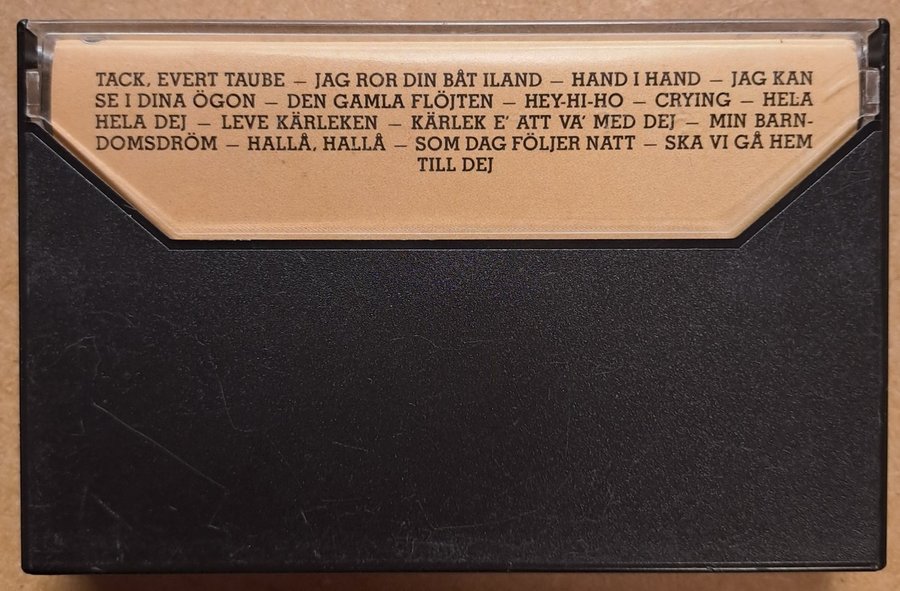 TACK, EVERT TAUBE – JAG ROR DIN BÅT ILAND – HAND I HAND – JAG KAN
SE I DINA ÖGON – DEN GAMLA FLÖJTEN – HEY-HI-HO – CRYING – HELA
HELA DEJ – LEVE KÄRLEKEN – KÄRLEK E' ATT VA' MED DEJ – MIN BARN-
DOMSDRÖM – HALLÅ, HALLÅ – SOM DAG FÖLJER NATT – SKA VI GÅ HEM
TILL DEJ